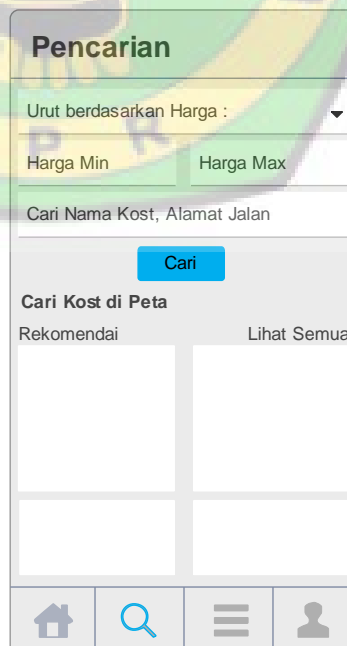 Pencarian
Urut berdasarkan Harga :
Harga Min Harga Max
Cari Nama Kost, Alamat Jalan
Cari
Cari Kost di Peta
Rekomendai Lihat Semua
P R